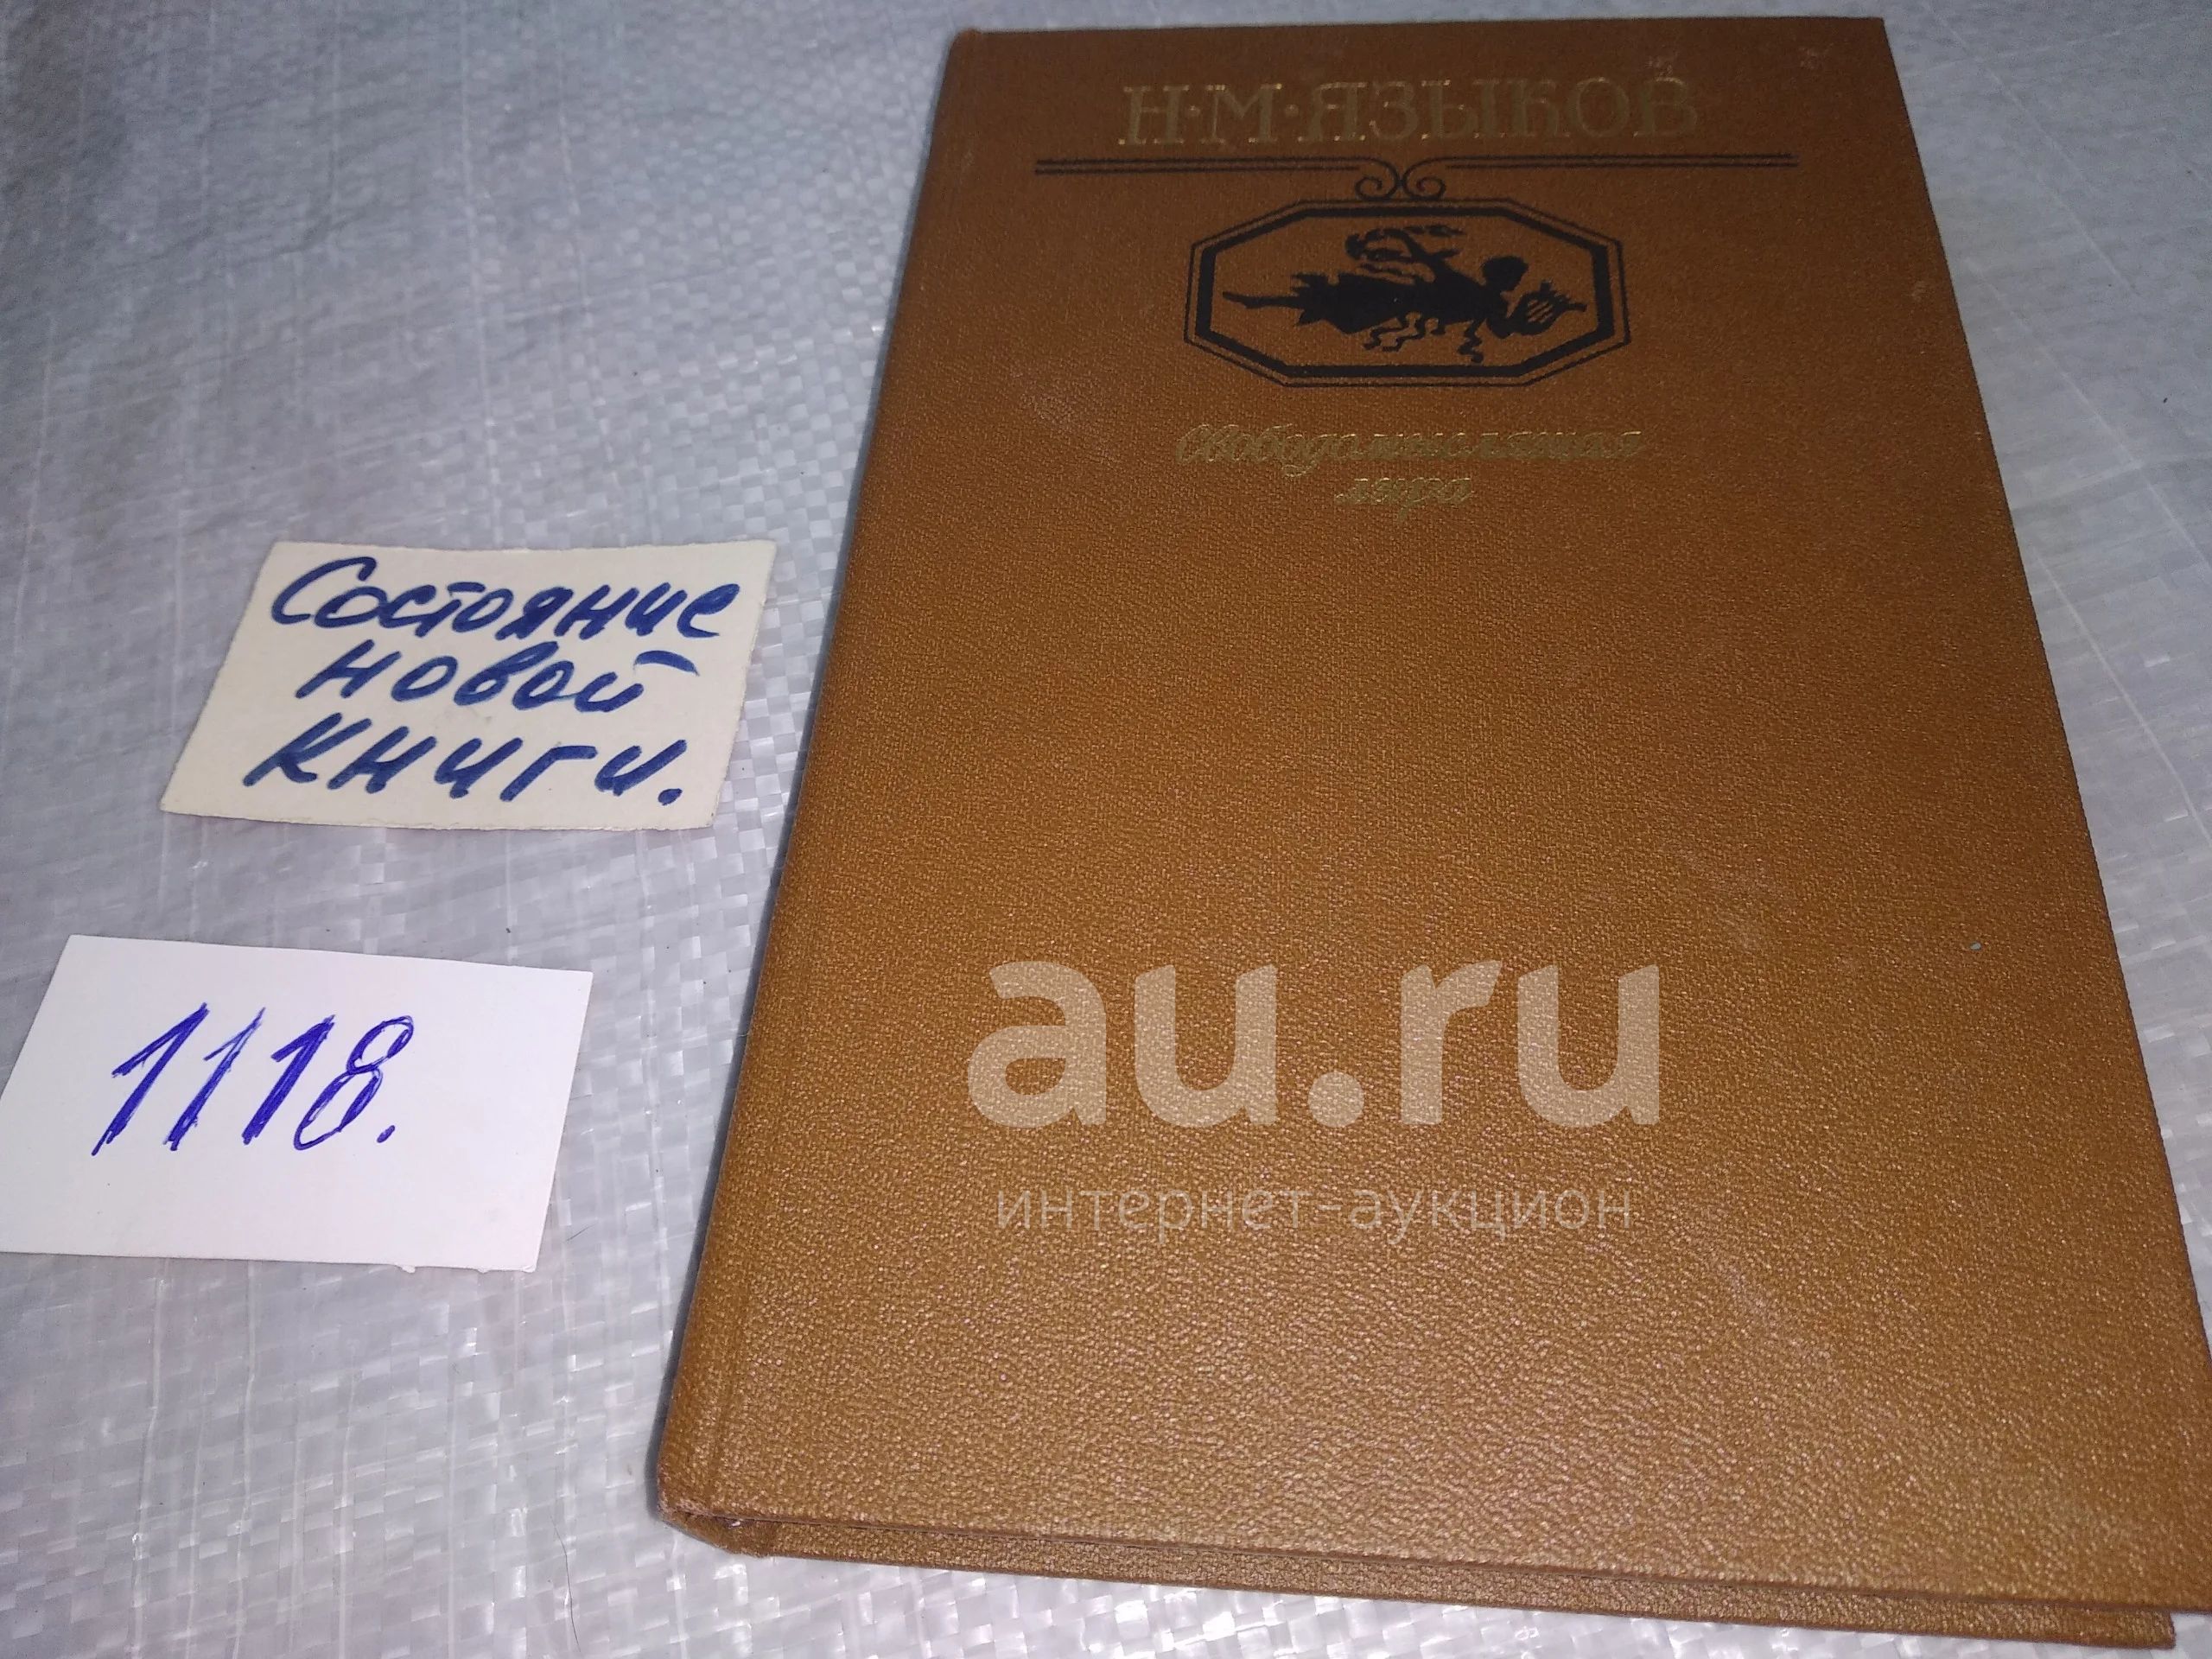 Н·М·ЯЗЫКОВ
Свободомыслящая
лира
Состояние
новой
книги.
1118.
au.ru
интернет-аукцион